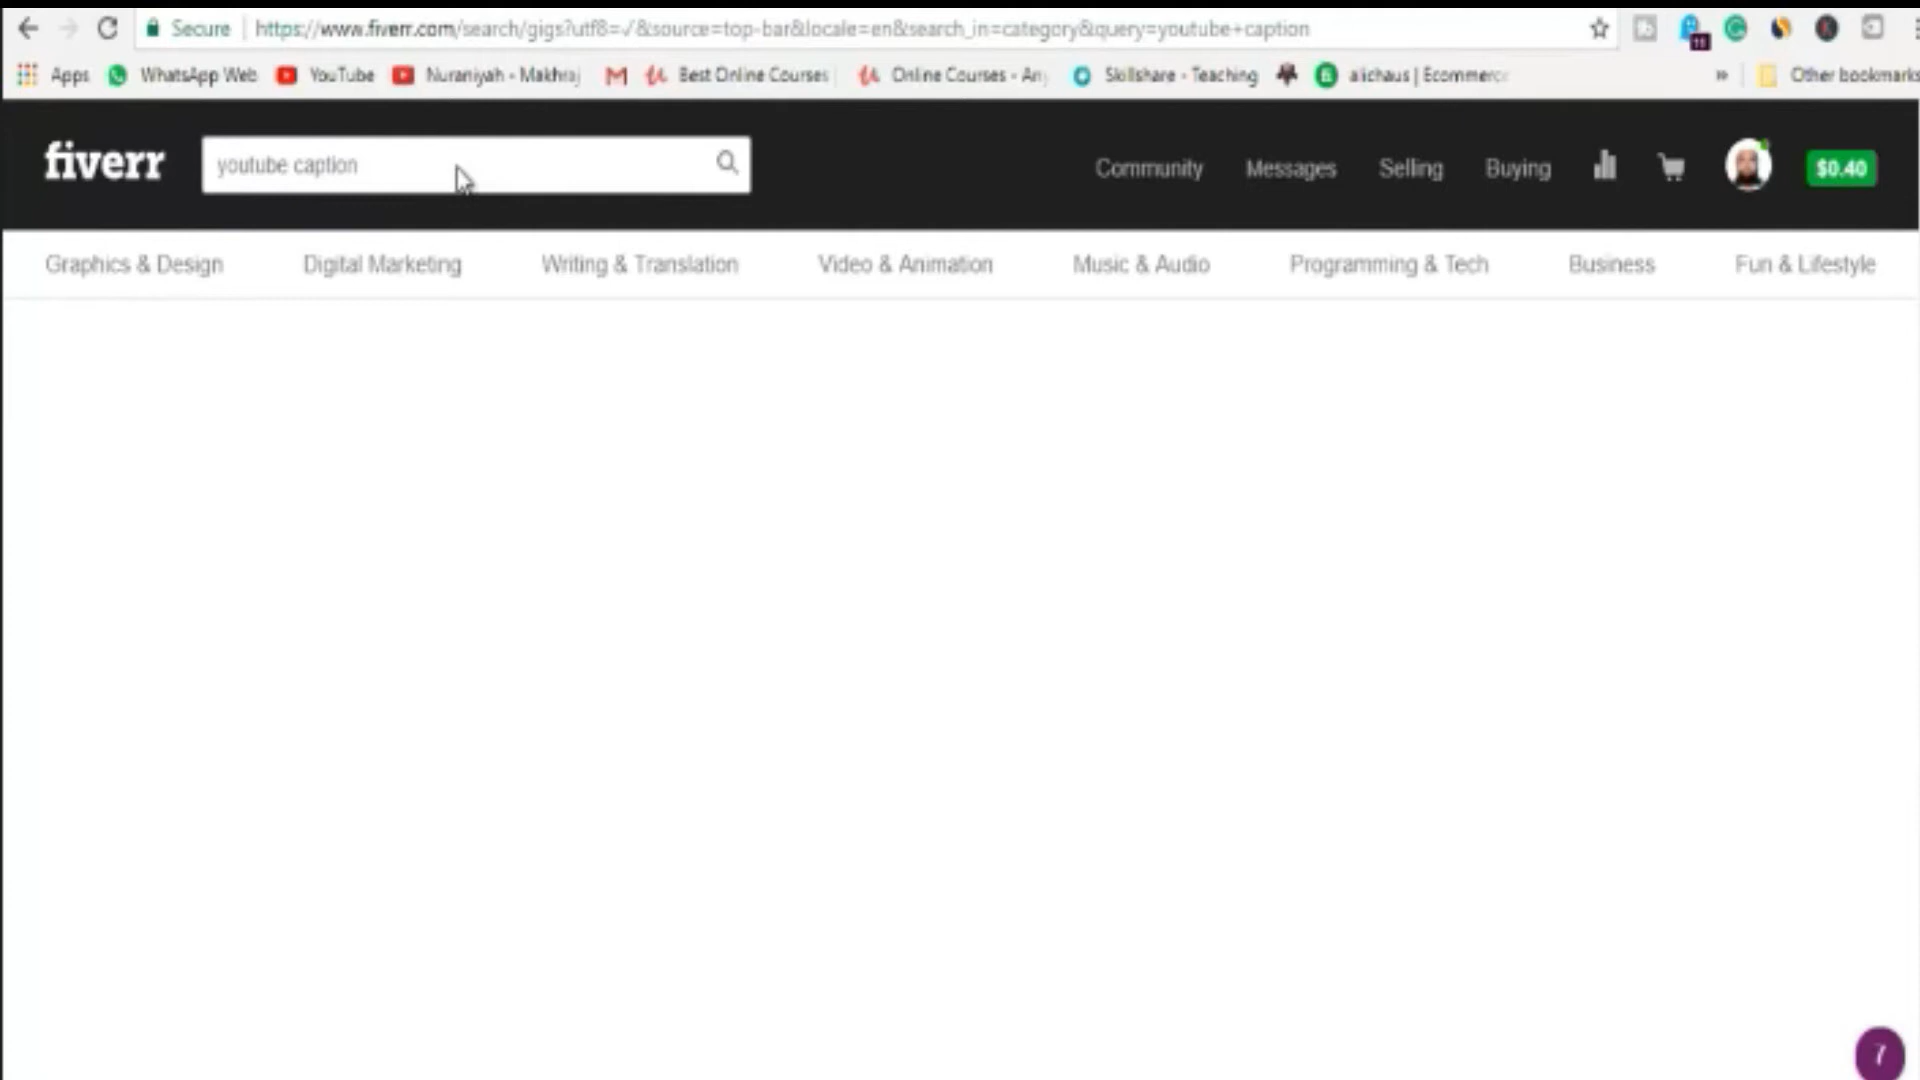 Secure https://www.fiverr.com/search/gigs?utf8=✓&source=top-bar&locale=en&search_in=category&query=youtube+caption
11
Apps WhatsApp Web YouTube Nuraniyah - Makhraj Best Online Courses Online Courses - An Skillshare - Teaching alichaus | Ecommerc » Other bookmarks
fiverr youtube caption Community Messages Selling Buying $0.40
Graphics & Design Digital Marketing Writing & Translation Video & Animation Music & Audio Programming & Tech Business Fun & Lifestyle
7